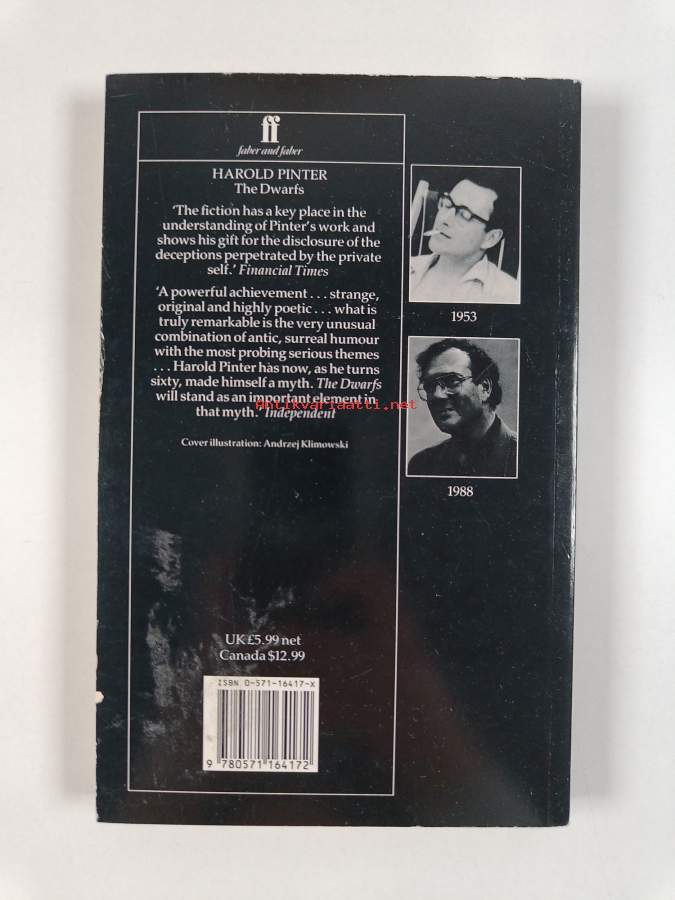 ff
faber and faber
HAROLD PINTER
The Dwarfs
‘The fiction has a key place in the
understanding of Pinter’s work and
shows his gift for the disclosure of the
deceptions perpetrated by the private
self.’ Financial Times
‘A powerful achievement . . . strange,
original and highly poetic . . . what is
truly remarkable is the very unusual
combination of antic, surreal humour
with the most probing serious themes
. . . Harold Pinter has now, as he turns
sixty, made himself a myth. The Dwarfs
will stand as an important element in
that myth.’ Independent
Antikvariaatti.net
Cover illustration: Andrzej Klimowski
1953
1988
UK £5.99 net
Canada $12.99
ISBN 0-571-16417-X
9 780571 164172